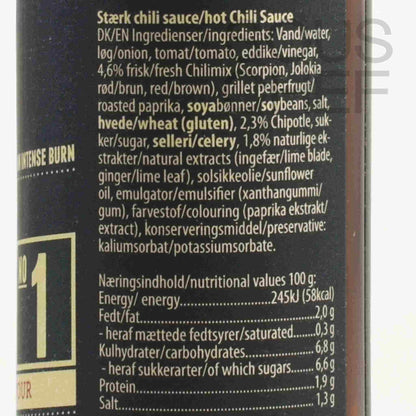 Stærk chili sauce/hot Chili Sauce
DK/EN Ingredienser/ingredients: Vand/water,
løg/onion, tomat/tomato, eddike/vinegar,
4,6% frisk/fresh Chilimix (Scorpion, Jolokia
rød/brun, red/brown), grillet peberfrugt/
roasted paprika, soyabønner/soybeans, salt,
hvede/wheat (gluten), 2,3% Chipotle, suk-
ker/sugar, selleri/celery, 1,8% naturlige ek-
strakter/natural extracts (ingefær/lime blade,
ginger/lime leaf), solsikkeolie/sunflower
oil, emulgator/emulsifier (xanthangummi/
gum), farvestof/colouring (paprika ekstrakt/
extract), konserveringsmiddel/preservative:
kaliumsorbat/potassiumsorbate.
Næringsindhold/nutritional values 100 g:
Energy/ energy...................245kJ (58kcal)
Fedt/fat.......................................2,0 g
- heraf mættede fedtsyrer/saturated....0,3 g
Kulhydrater/carbohydrates................6,8 g
- heraf sukkerarter/of which sugars.....6,6 g
Protein.......................................1,9 g
Salt............................................1,3 g
INTENSE BURN
NO
1
OUR
US
EF